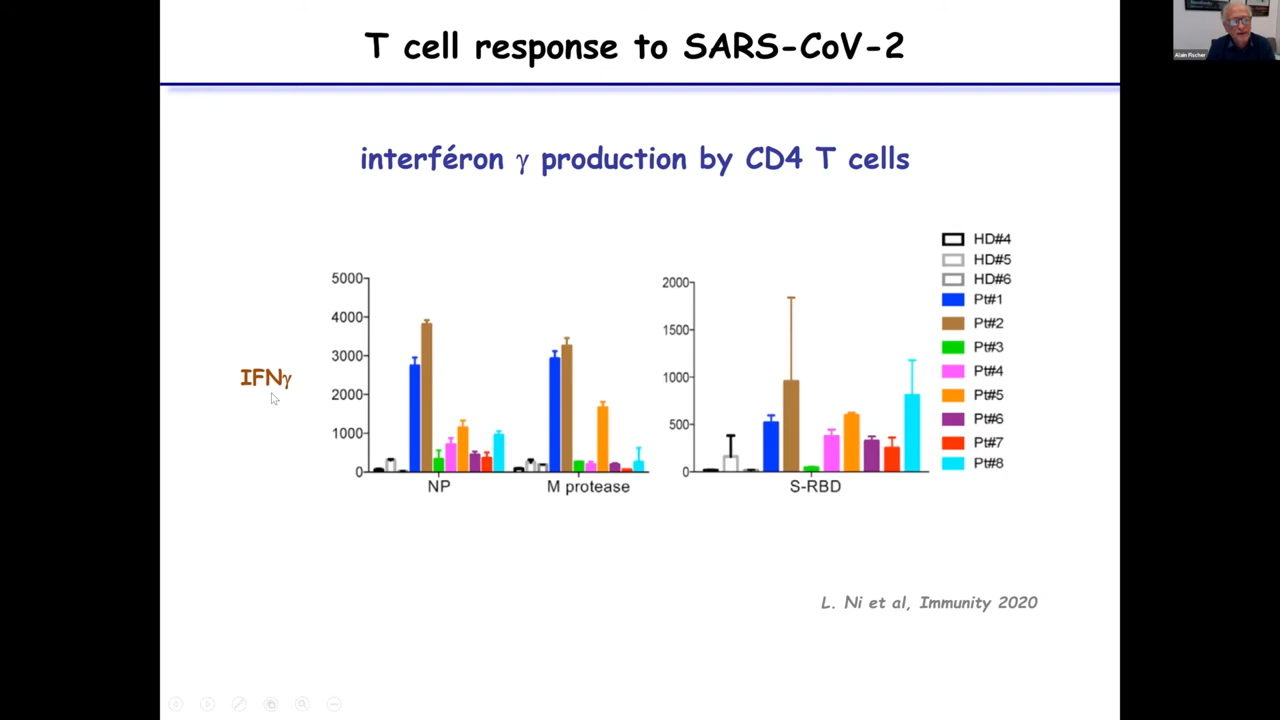 T cell response to SARS-CoV-2
Alain Fischer
interféron γ production by CD4 T cells
IFNγ
5000
4000
3000
2000
1000
0
NP
M protease
2000
1500
1000
500
0
S-RBD
HD#4
HD#5
HD#6
Pt#1
Pt#2
Pt#3
Pt#4
Pt#5
Pt#6
Pt#7
Pt#8
L. Ni et al, Immunity 2020